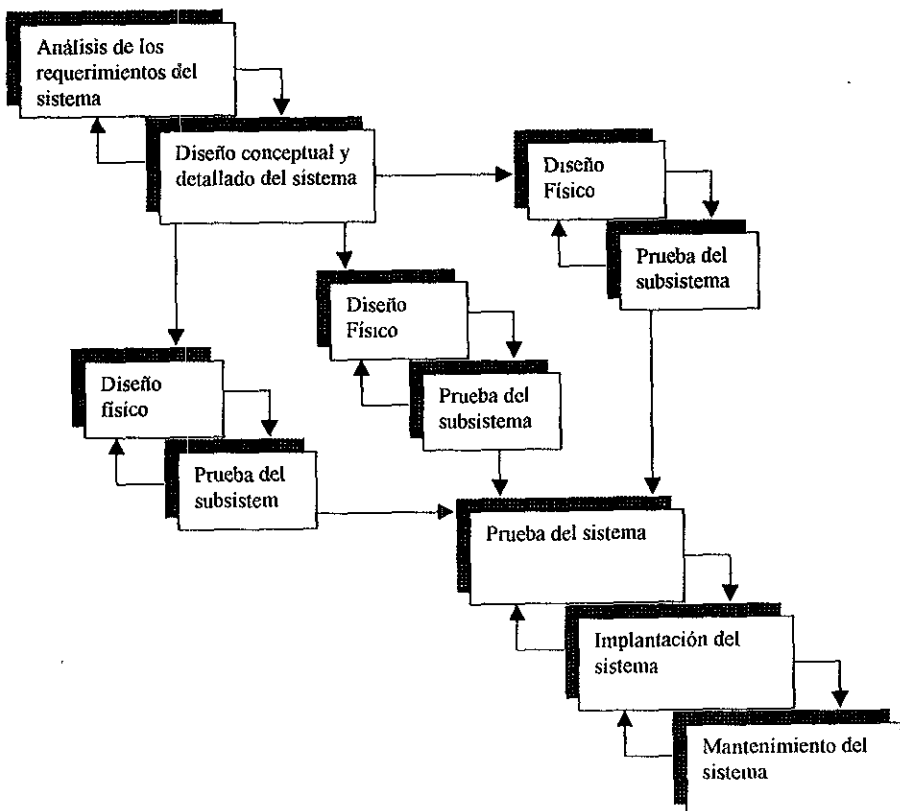 Análisis de los
requerimientos del
sistema
Diseño conceptual y
detallado del sistema
Diseño
Físico
Prueba del
subsistema
Diseño
Físico
Prueba del
subsistema
Diseño
físico
Prueba del
subsistem
Prueba del sistema
Implantación del
sistema
Mantenimiento del
sistema